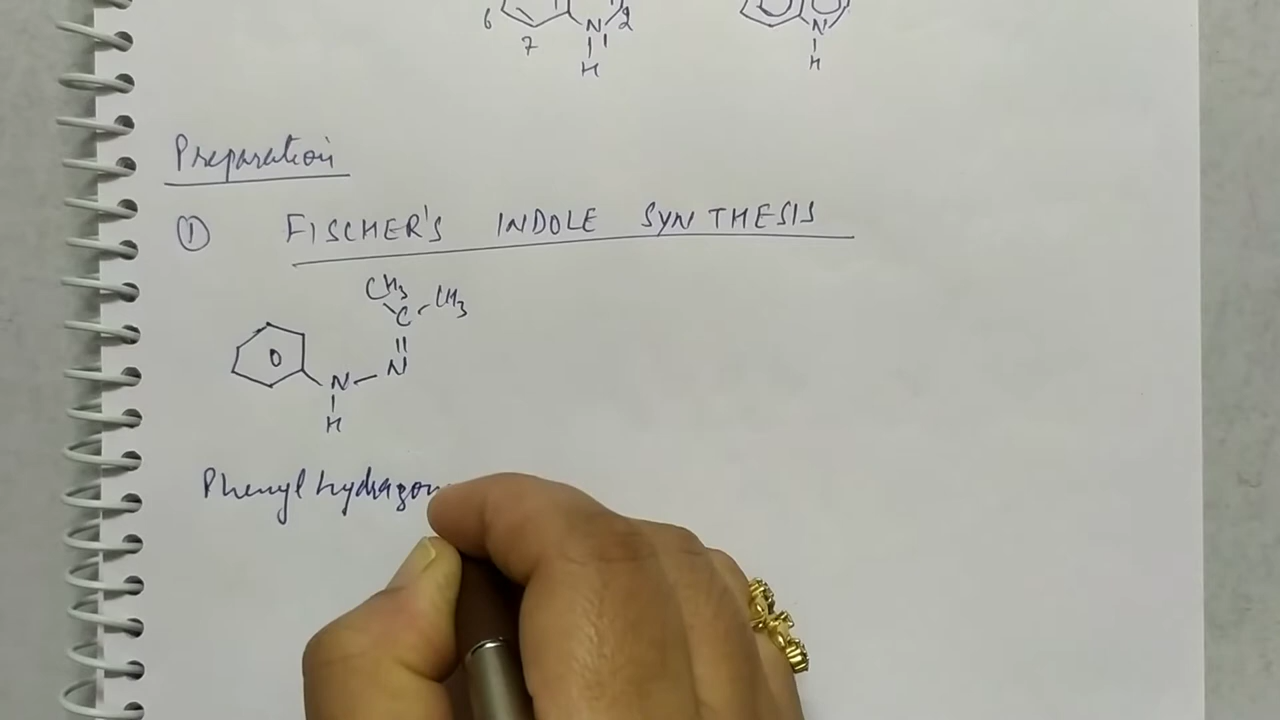 6 7 N 1 2 N
H H
Preparation
① FISCHER'S INDOLE SYNTHESIS
CH3
C CH3
N
N
H
Phenyl hydrazon